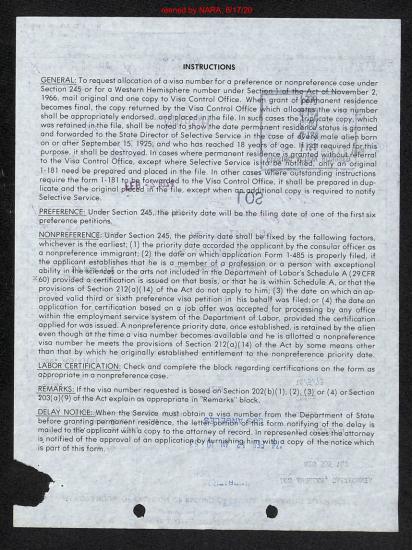 reened by NARA, 8/17/20
INSTRUCTIONS
GENERAL: To request allocation of a visa number for a preference or nonpreference case under
Section 245 or for a Western Hemisphere number under Section 1 of the Act of November 2,
1966, mail original and one copy to Visa Control Office. When grant of permanent residence
becomes final, the copy returned by the Visa Control Office which allocates the visa number
shall be appropriately endorsed, and placed in the file. In such cases the triplicate copy, which
was retained in the file, shall be noted to show the date permanent residence status is granted
and forwarded to the State Director of Selective Service in the case of every male alien born
on or after September 15, 1925, and who has reached 18 years of age. If not required for this
purpose, it shall be destroyed. In cases where permanent residence is granted without referral
to the Visa Control Office, except where Selective Service is to be notified, only an original
I-181 need be prepared and placed in the file. In other cases where outstanding instructions
require the form I-181 to be forwarded to the Visa Control Office, it shall be prepared in dup-
licate and the original placed in the file, except when an additional copy is required to notify
Selective Service.
PREFERENCE: Under Section 245, the priority date will be the filing date of one of the first six
preference petitions.
NONPREFERENCE: Under Section 245, the priority date shall be fixed by the following factors,
whichever is the earliest; (1) the priority date accorded the applicant by the consular officer as
a nonpreference immigrant; (2) the date on which application Form I-485 is properly filed, if
the applicant establishes that he is a member of a profession or a person with exceptional
ability in the sciences or the arts not included in the Department of Labor's Schedule A (29 CFR
60) provided a certification is issued on that basis, or that he is within Schedule A, or that the
provisions of Section 212(a)(14) of the Act do not apply to him; (3) the date on which an ap-
proved valid third or sixth preference visa petition in his behalf was filed; or (4) the date an
application for certification based on a job offer was accepted for processing by any office
within the employment service system of the Department of Labor, provided the certification
applied for was issued. A nonpreference priority date, once established, is retained by the alien
even though at the time a visa number becomes available and he is allotted a nonpreference
visa number he meets the provisions of Section 212(a)(14) of the Act by some means other
than that by which he originally established entitlement to the nonpreference priority date.
LABOR CERTIFICATION: Check and complete the block regarding certifications on the form as
appropriate in a nonpreference case.
REMARKS: If the visa number requested is based on Section 202(b)(1), (2), (3) or (4) or Section
203(a)(9) of the Act explain as appropriate in "Remarks" block.
DELAY NOTICE: When the Service must obtain a visa number from the Department of State
before granting permanent residence, the letter portion of this form notifying of the delay is
mailed to the applicant with a copy to the attorney of record. In represented cases the attorney
is notified of the approval of an application by furnishing him with a copy of the notice which
is part of this form.